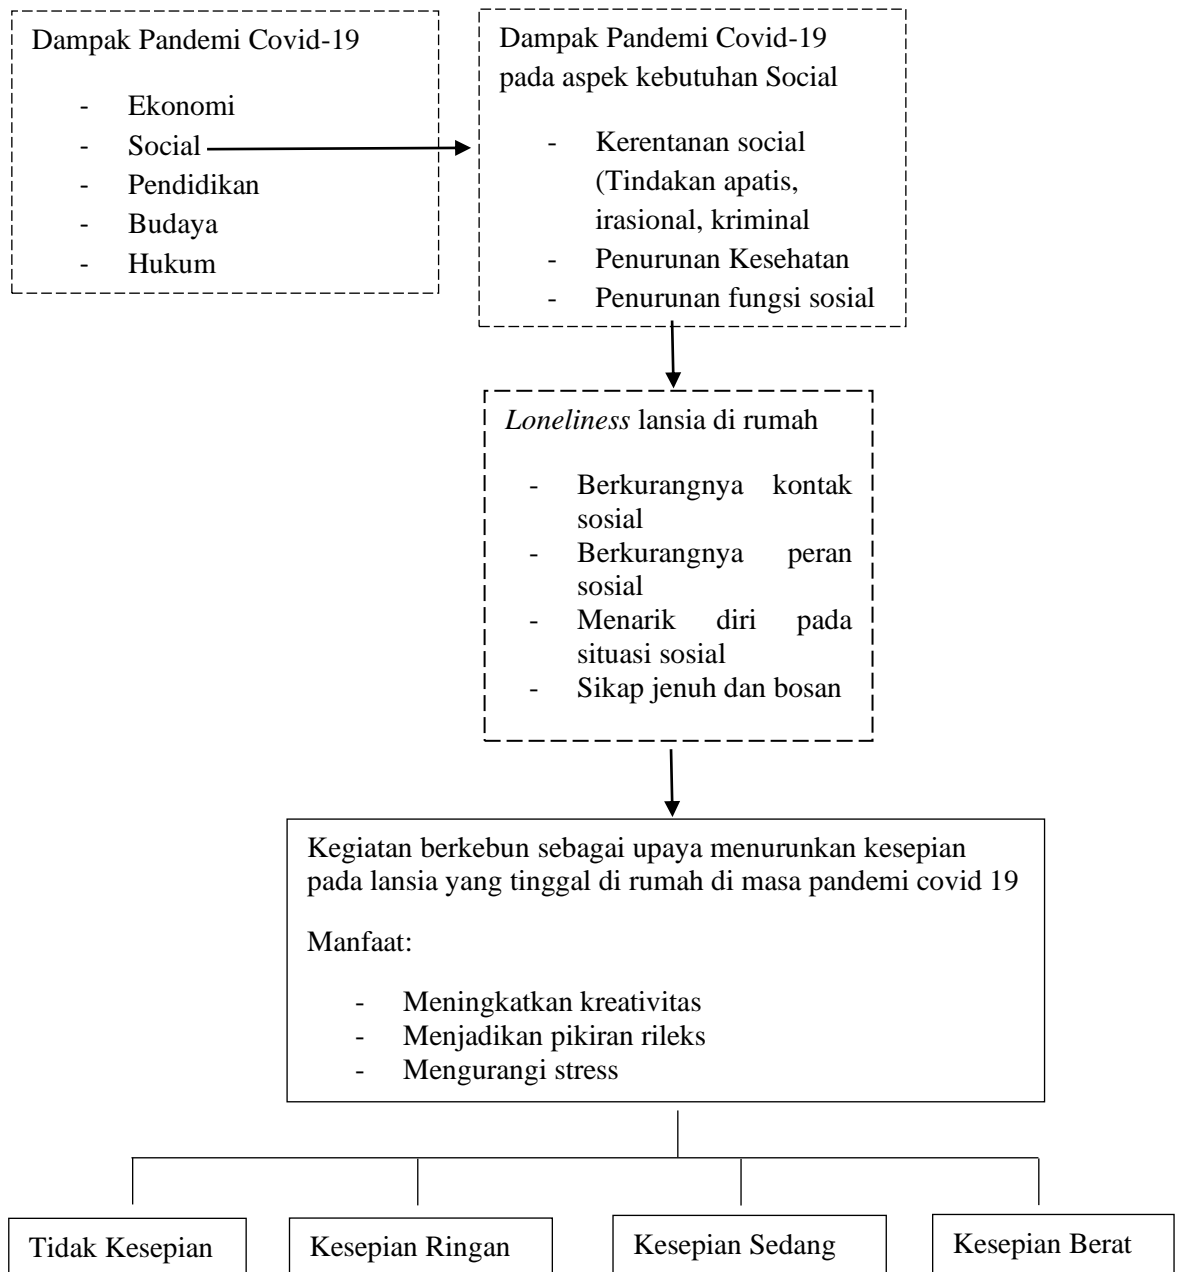 Dampak Pandemi Covid-19
- Ekonomi
- Social
- Pendidikan
- Budaya
- Hukum
Dampak Pandemi Covid-19
pada aspek kebutuhan Social
- Kerentanan social
(Tindakan apatis,
irasional, kriminal
- Penurunan Kesehatan
- Penurunan fungsi sosial
Loneliness lansia di rumah
- Berkurangnya kontak
sosial
- Berkurangnya peran
sosial
- Menarik diri pada
situasi sosial
- Sikap jenuh dan bosan
Kegiatan berkebun sebagai upaya menurunkan kesepian
pada lansia yang tinggal di rumah di masa pandemi covid 19
Manfaat:
- Meningkatkan kreativitas
- Menjadikan pikiran rileks
- Mengurangi stress
Tidak Kesepian
Kesepian Ringan
Kesepian Sedang
Kesepian Berat